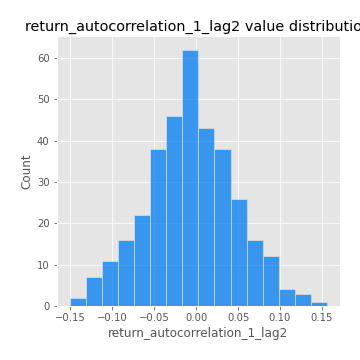 return_autocorrelation_1_lag2 value distributio
60
50
40
30
20
10
0
Count
−0.15 −0.10 −0.05 0.00 0.05 0.10 0.15
return_autocorrelation_1_lag2